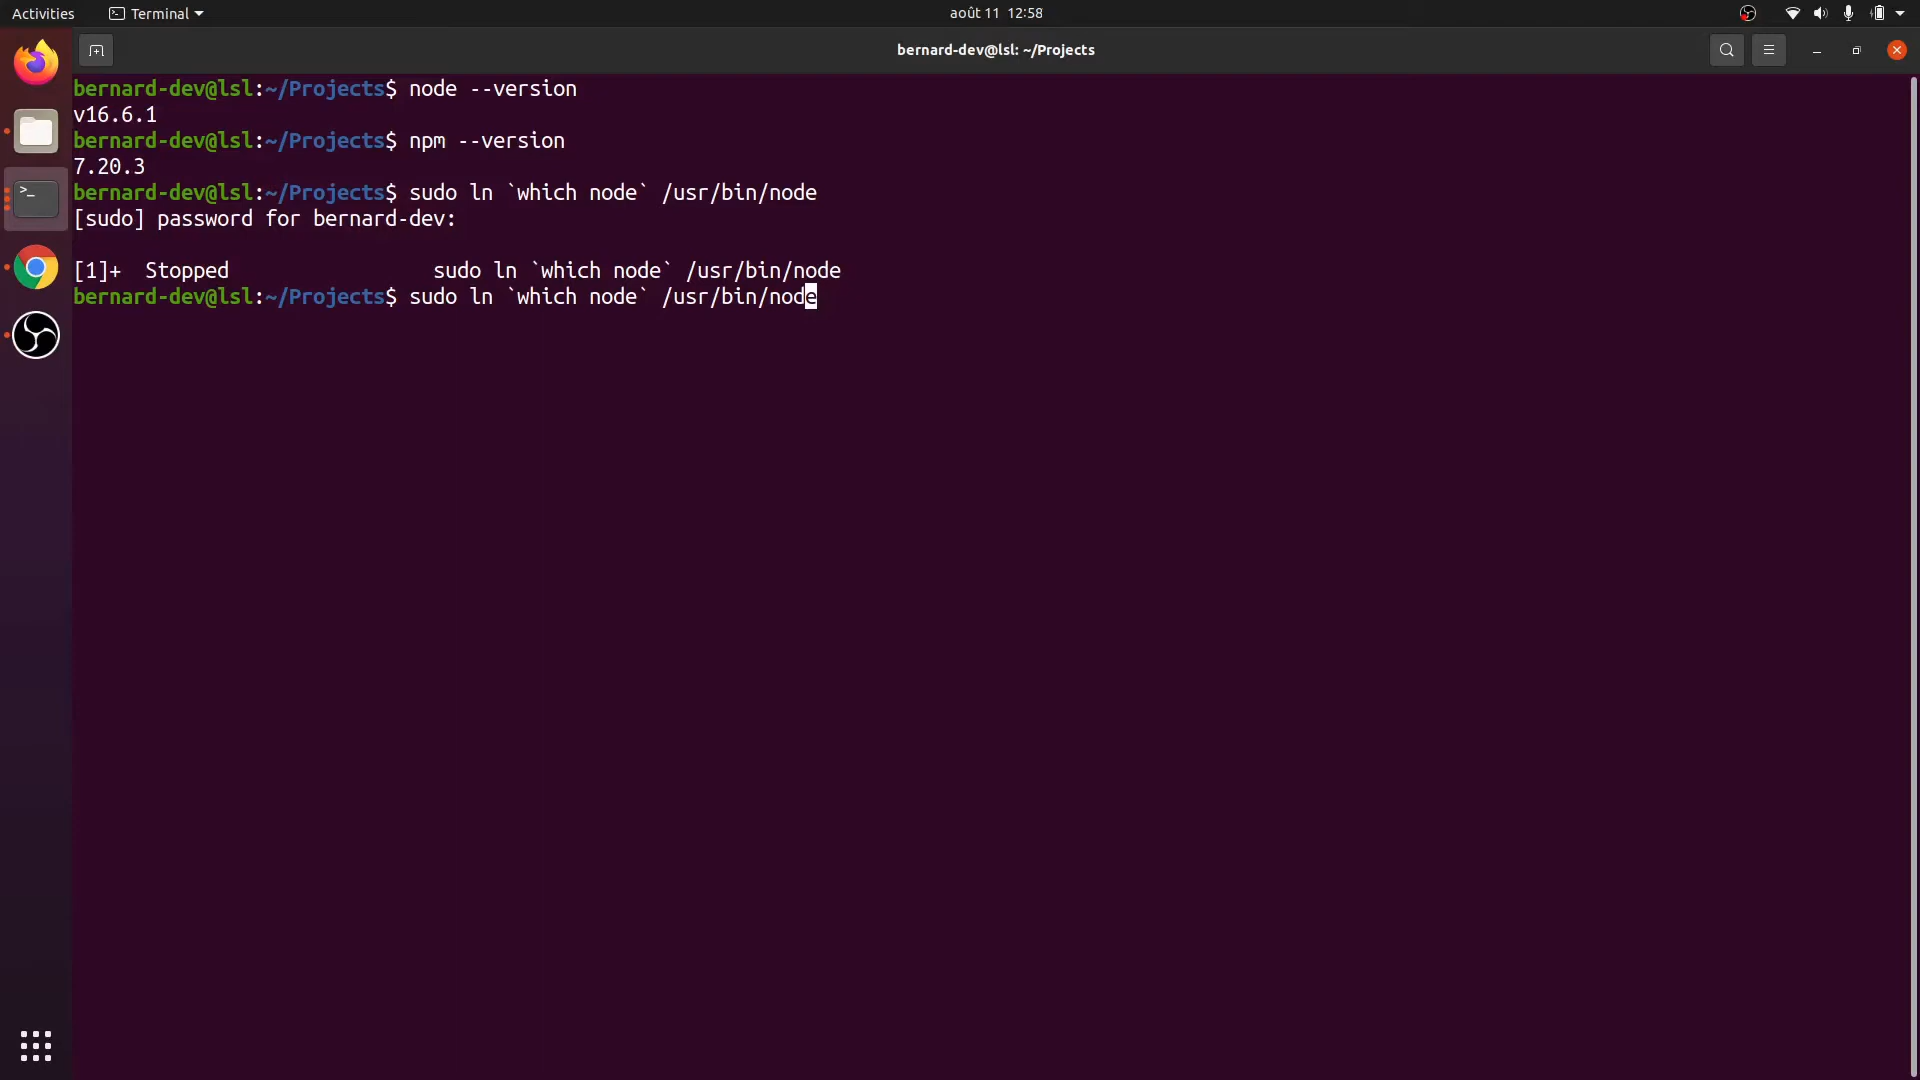 Activities
Terminal
août 11 12:58
bernard-dev@lsl: ~/Projects
bernard-dev@lsl:~/Projects$ node --version
v16.6.1
bernard-dev@lsl:~/Projects$ npm --version
7.20.3
bernard-dev@lsl:~/Projects$ sudo ln `which node` /usr/bin/node
[sudo] password for bernard-dev:
[1]+  Stopped                 sudo ln `which node` /usr/bin/node
bernard-dev@lsl:~/Projects$ sudo ln `which node` /usr/bin/node